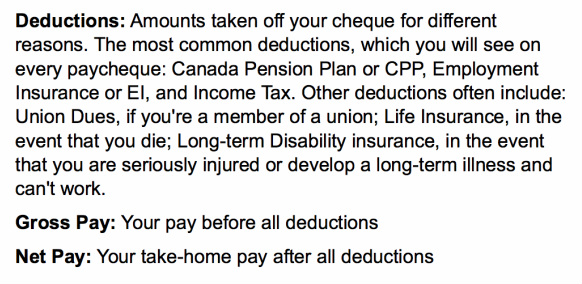 Deductions: Amounts taken off your cheque for different
reasons. The most common deductions, which you will see on
every paycheque: Canada Pension Plan or CPP, Employment
Insurance or EI, and Income Tax. Other deductions often include:
Union Dues, if you're a member of a union; Life Insurance, in the
event that you die; Long-term Disability insurance, in the event
that you are seriously injured or develop a long-term illness and
can't work.
Gross Pay: Your pay before all deductions
Net Pay: Your take-home pay after all deductions